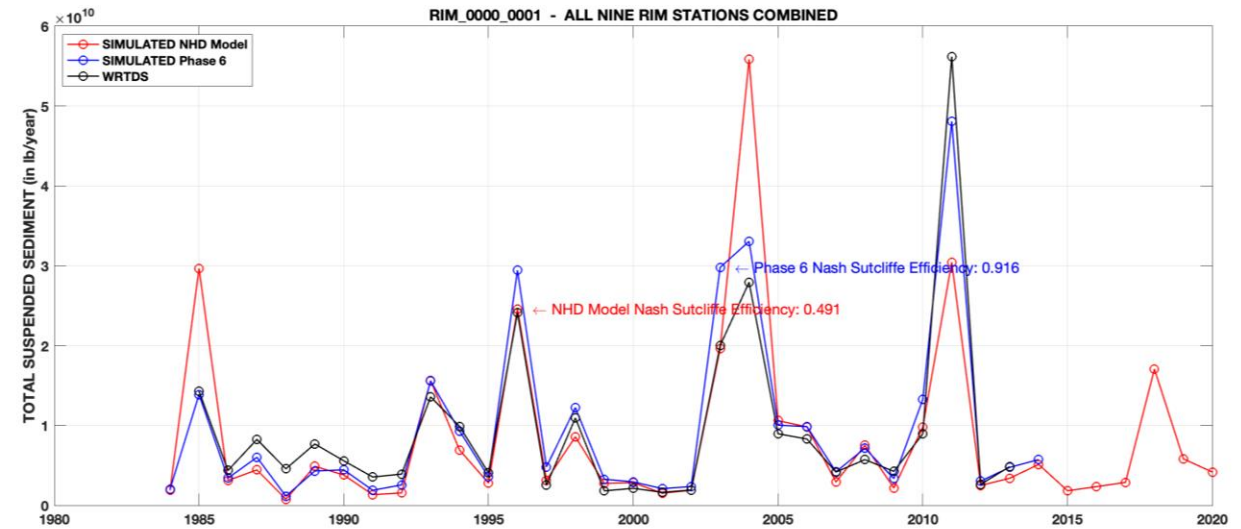 RIM_0000_0001 - ALL NINE RIM STATIONS COMBINED
×10¹⁰
SIMULATED NHD Model
SIMULATED Phase 6
WRTDS
TOTAL SUSPENDED SEDIMENT (in lb/year)
6
5
4
3
2
1
0
← Phase 6 Nash Sutcliffe Efficiency: 0.916
← NHD Model Nash Sutcliffe Efficiency: 0.491
1980 1985 1990 1995 2000 2005 2010 2015 2020